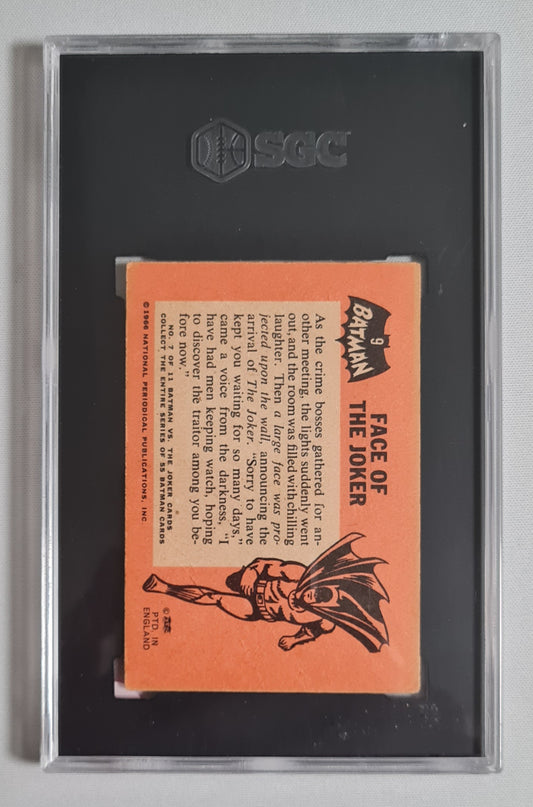 SGC
9
BATMAN
FACE OF
THE JOKER
As the crime bosses gathered for an-
other meeting, the lights suddenly went
out, and the room was filled with chilling
laughter. Then a large face was pro-
jected upon the wall, announcing the
arrival of The Joker. "Sorry to have
kept you waiting for so many days,"
came a voice from the darkness, "I
have had men keeping watch, hoping
to discover the traitor among you be-
fore now."
NO. 7 OF 11 BATMAN VS. THE JOKER CARDS
COLLECT THE ENTIRE SERIES OF 55 BATMAN CARDS
© 1966 NATIONAL PERIODICAL PUBLICATIONS, INC.
©
PTD. IN
ENGLAND